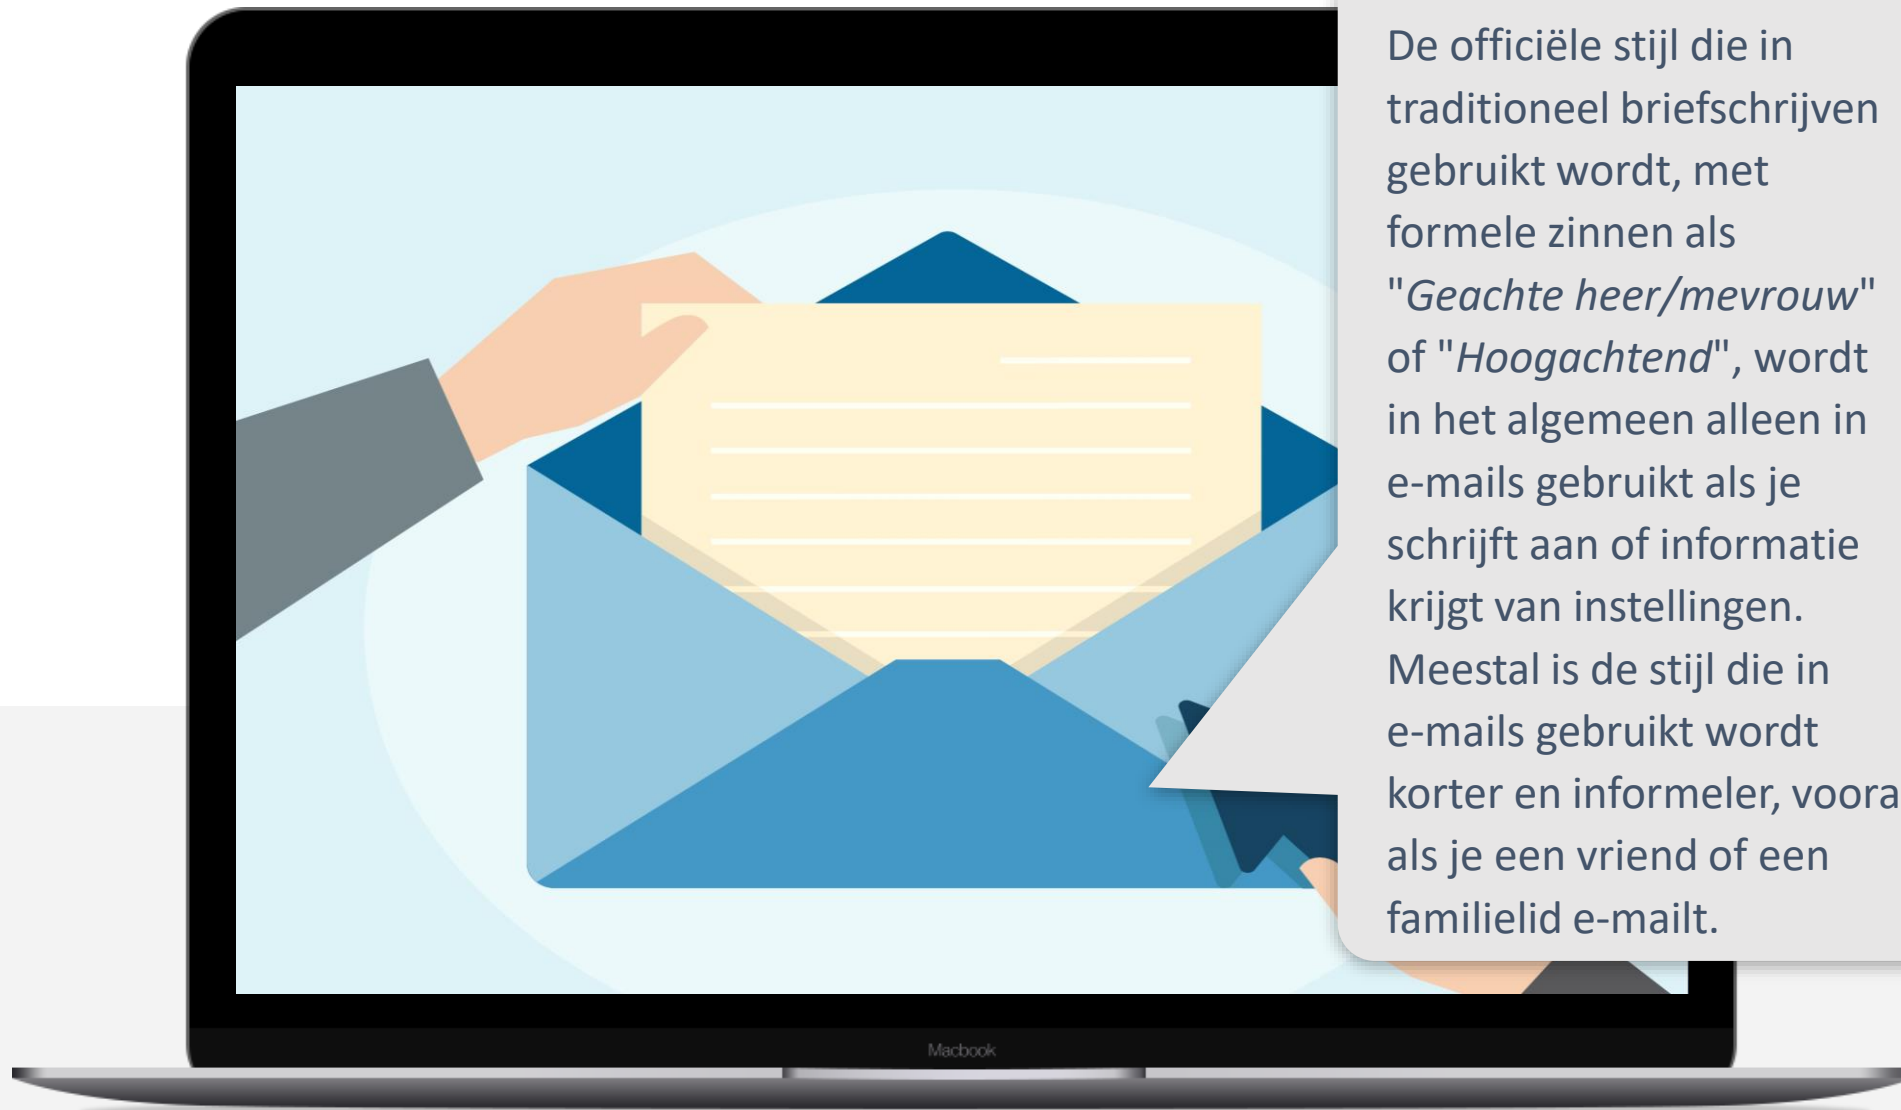 De officiële stijl die in
traditioneel briefschrijven
gebruikt wordt, met
formele zinnen als
"Geachte heer/mevrouw"
of "Hoogachtend", wordt
in het algemeen alleen in
e-mails gebruikt als je
schrijft aan of informatie
krijgt van instellingen.
Meestal is de stijl die in
e-mails gebruikt wordt
korter en informeler, voora
als je een vriend of een
familielid e-mailt.
Macbook